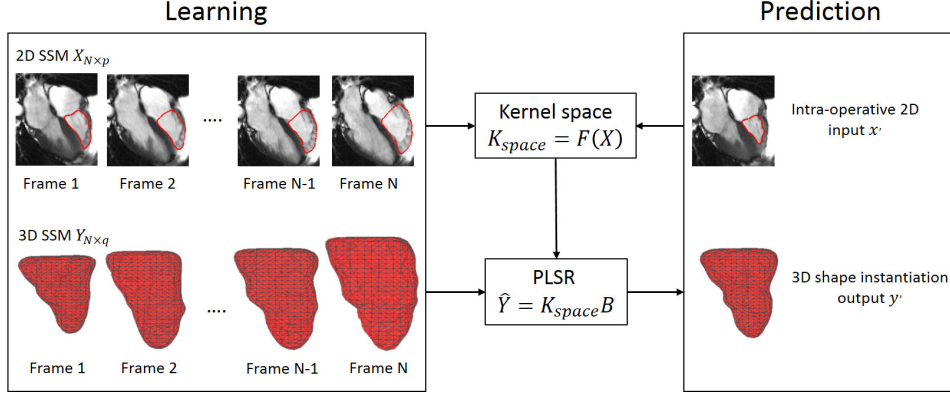 Learning
Prediction
2D SSM X_{N×p}
....
Frame 1 Frame 2 Frame N-1 Frame N
3D SSM Y_{N×q}
....
Frame 1 Frame 2 Frame N-1 Frame N
Kernel space
K_{space} = F(X)
PLSR
Ŷ = K_{space}B
Intra-operative 2D
input x'
3D shape instantiation
output y'